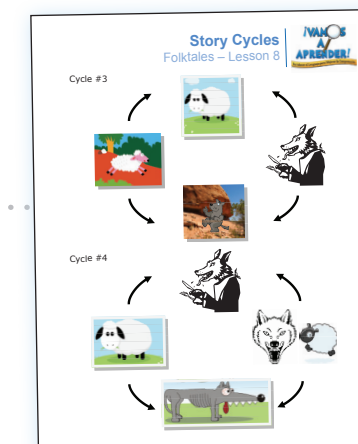 Story Cycles
Folktales – Lesson 8
¡VAMOS
A
APRENDER!
Cycle #3
Cycle #4